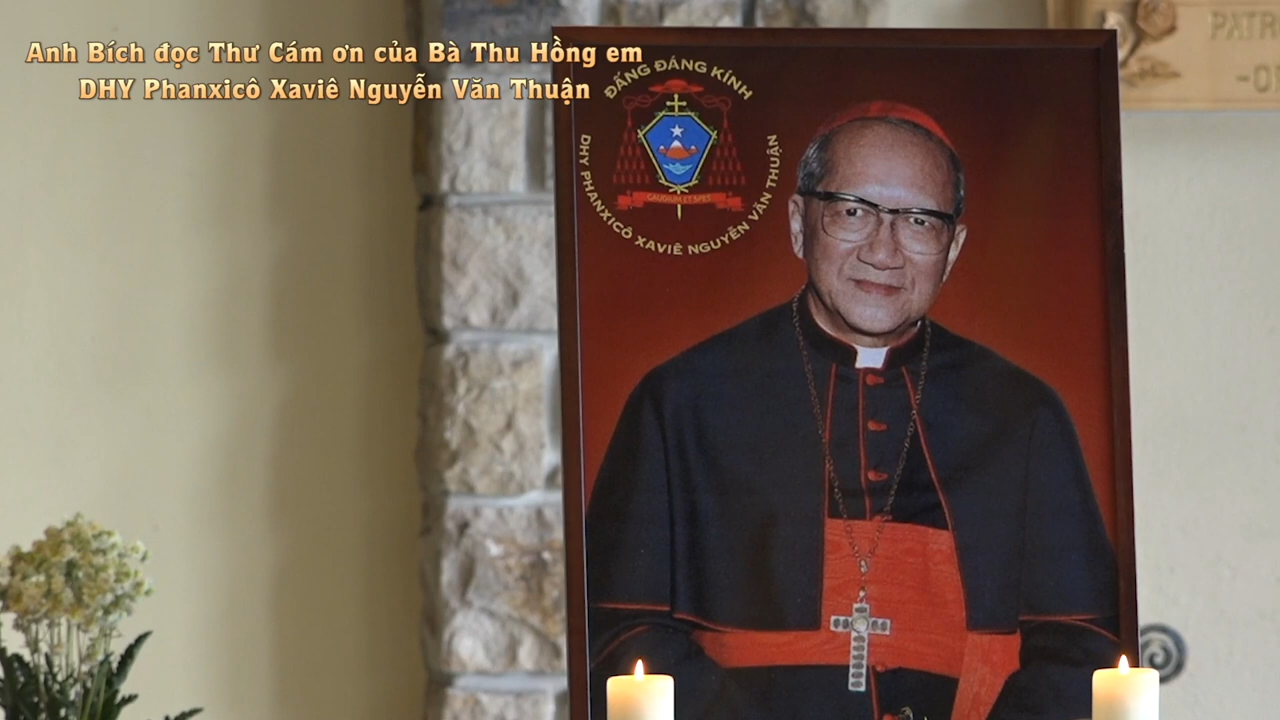 Anh Bích đọc Thư Cám ơn của Bà Thu Hồng em
DHY Phanxicô Xaviê Nguyễn Văn Thuận
ĐẤNG ĐÁNG KÍNH
GAUDIUM ET SPES
DHY PHANXICÔ XAVIÊ NGUYỄN VĂN THUẬN